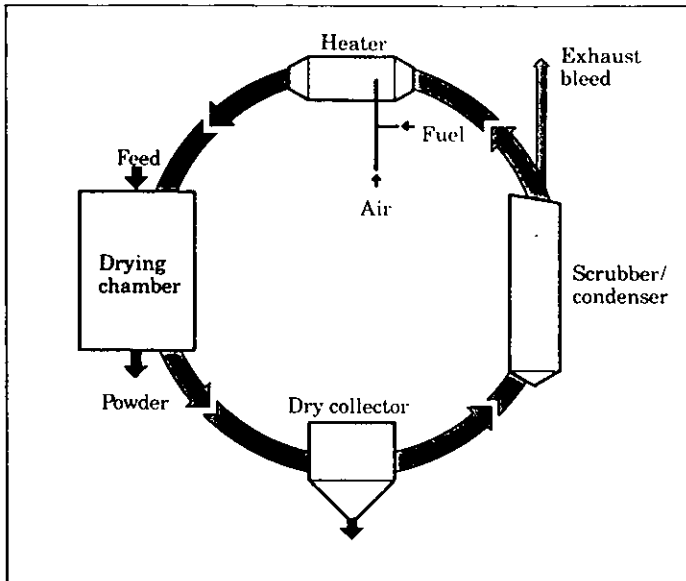 Heater
Exhaust
bleed
Fuel
Feed
Air
Drying
chamber
Scrubber/
condenser
Powder
Dry collector